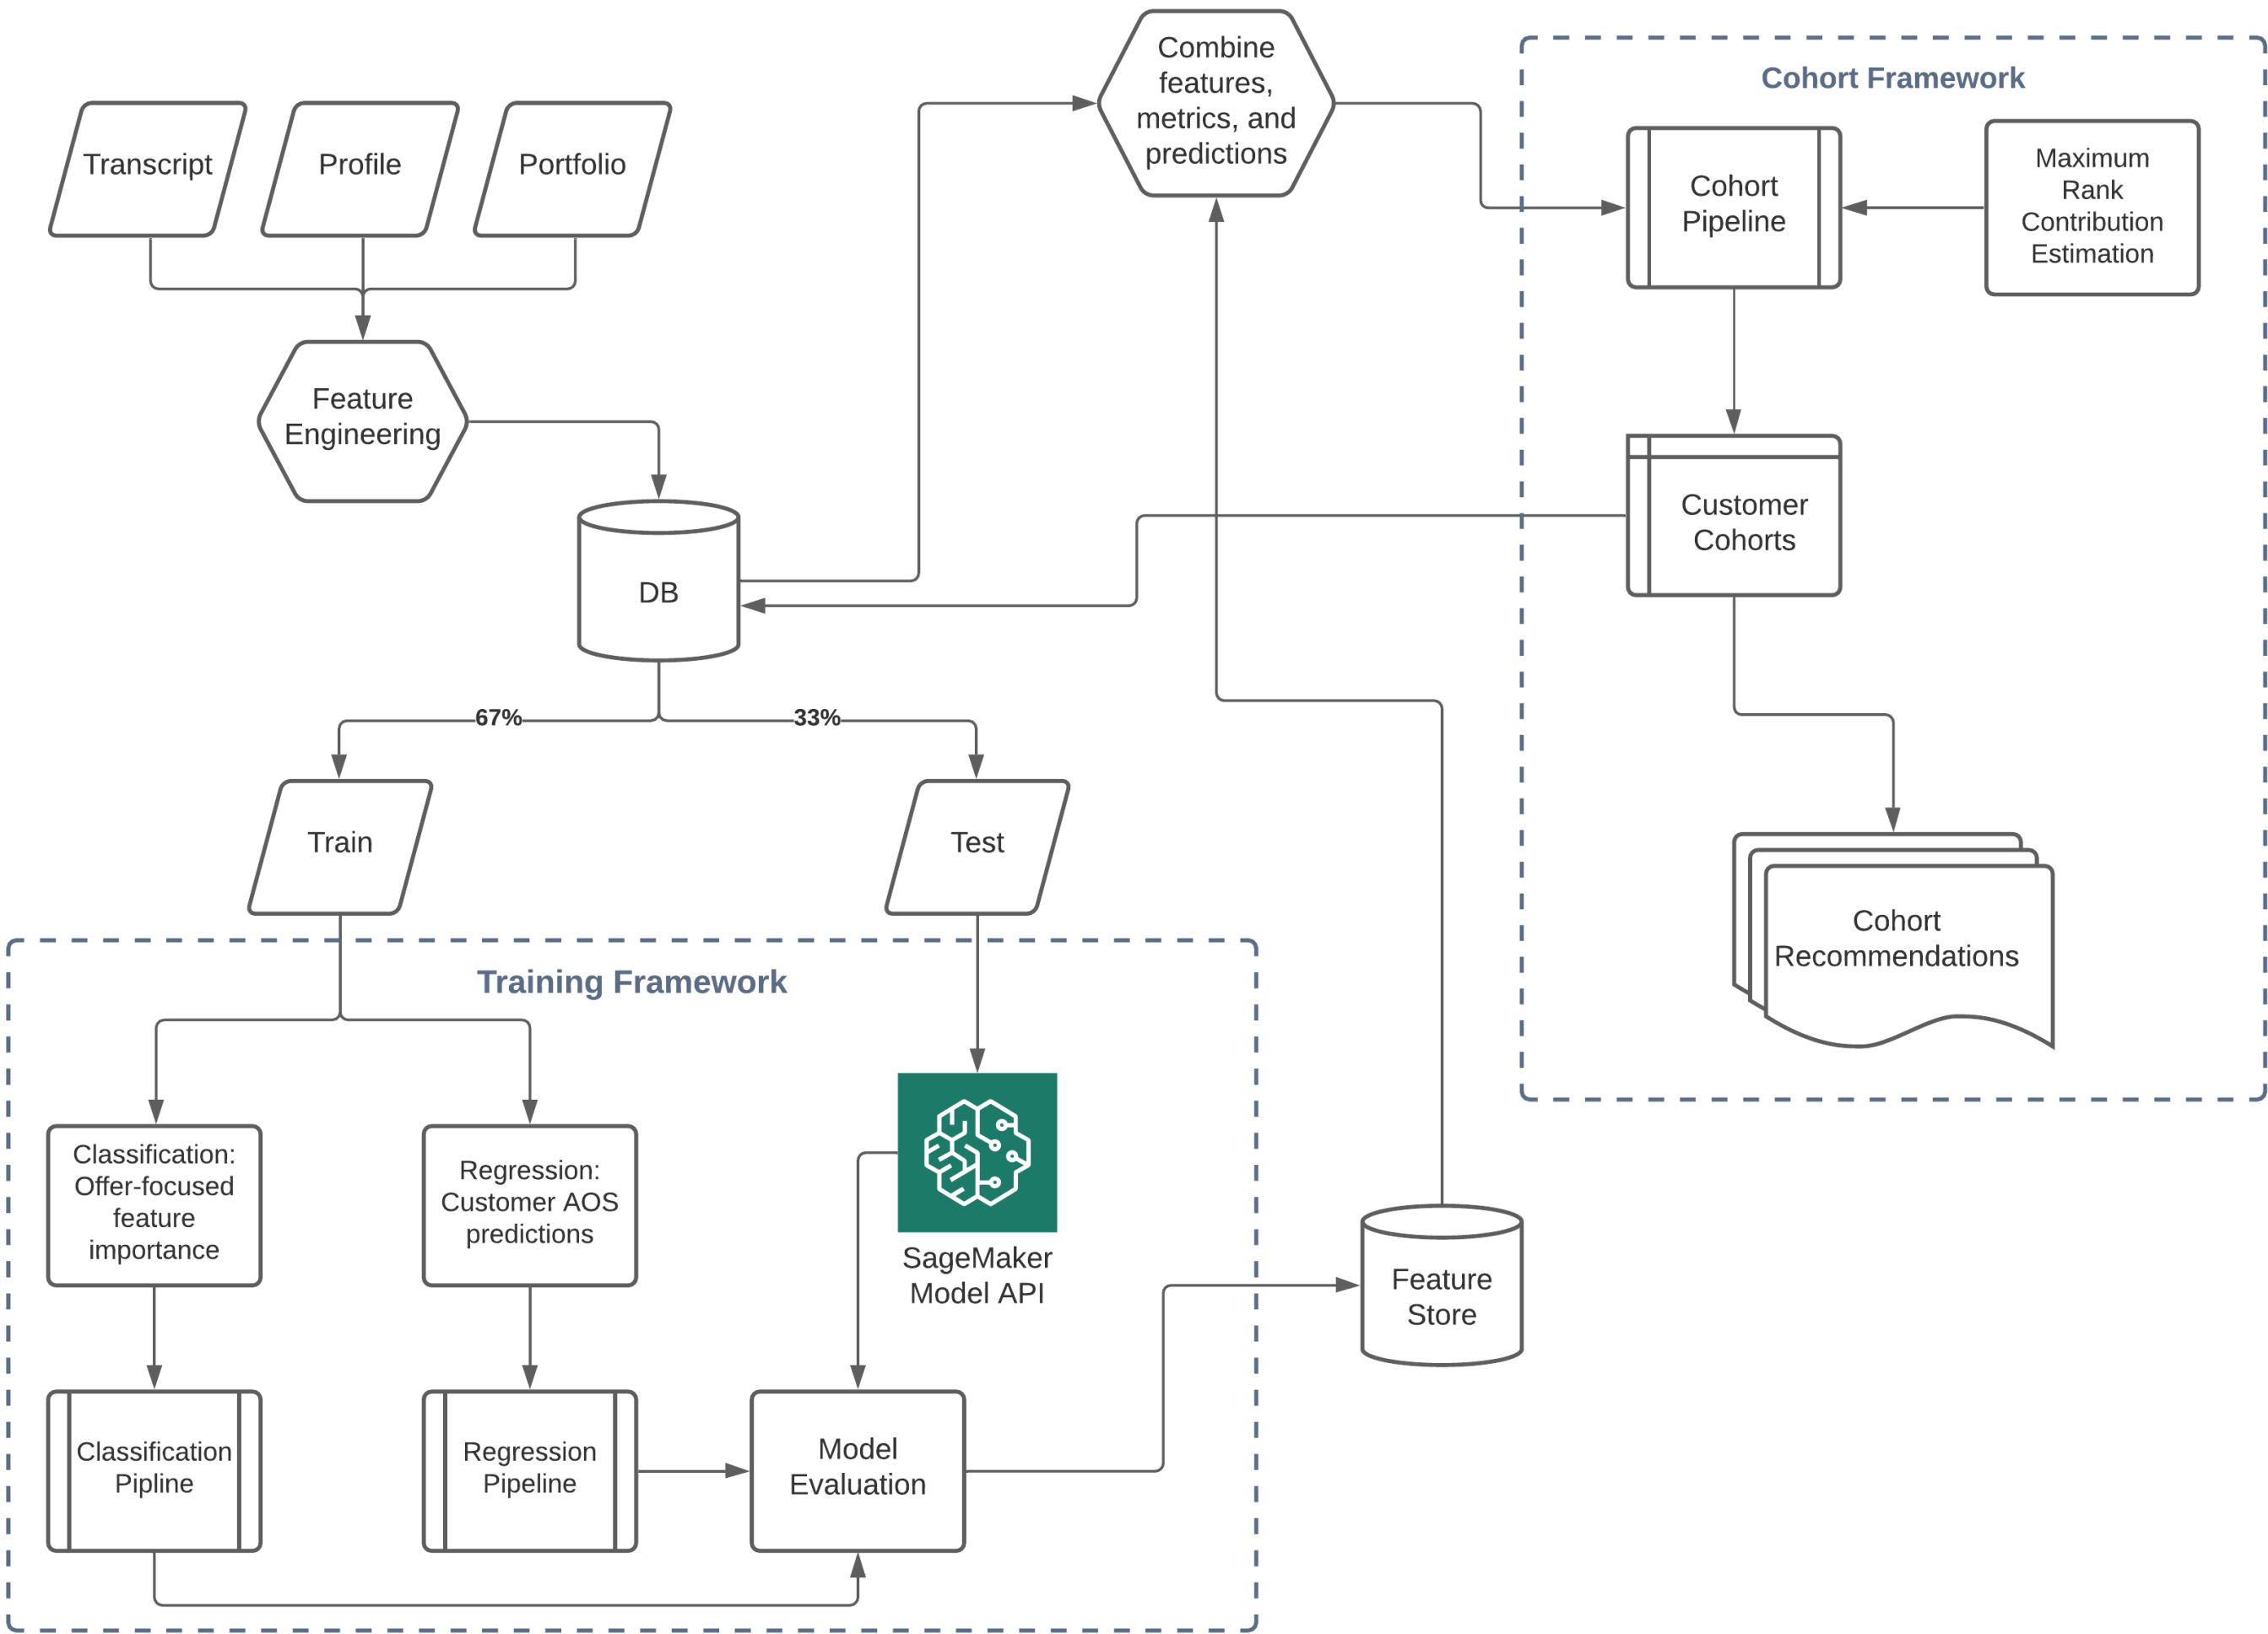 Combine
features,
metrics, and
predictions
Cohort Framework
Transcript
Profile
Portfolio
Cohort
Pipeline
Maximum
Rank
Contribution
Estimation
Feature
Engineering
Customer
Cohorts
DB
67%
33%
Train
Test
Cohort
Recommendations
Training Framework
Classification:
Offer-focused
feature
importance
Regression:
Customer AOS
predictions
SageMaker
Model API
Feature
Store
Classification
Pipline
Regression
Pipeline
Model
Evaluation